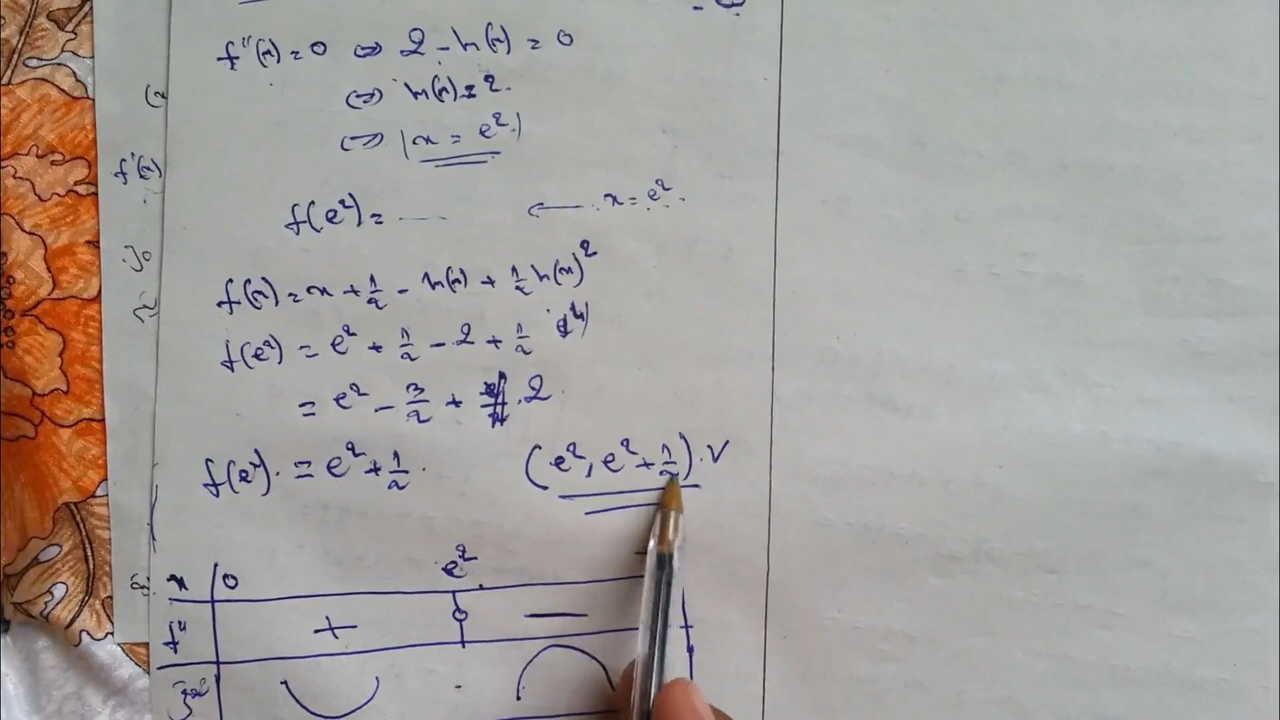 f''(x) = 0 ⇔ 2 - ln(x) = 0
⇔ ln(x) = 2.
⇔ |x = e².|
f(e²) = ...... ← x = e²
f(x) = x + 1/2 - ln(x) + 1/2 ln(x)²
f(e²) = e² + 1/2 - 2 + 1/2
= e² - 3/2 + 2
f(e²) = e² + 1/2 (e², e² + 1/2)
x 0 e²
f'' + 0 −